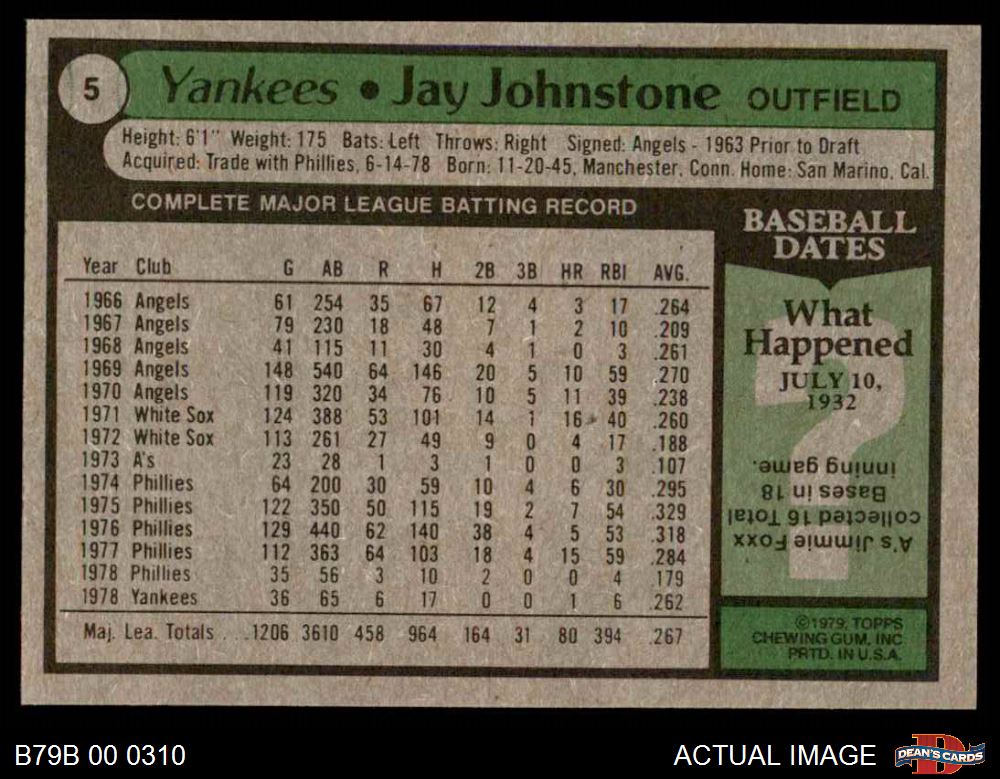 5
Yankees • Jay Johnstone OUTFIELD
Height: 6'1" Weight: 175 Bats: Left Throws: Right Signed: Angels - 1963 Prior to Draft
Acquired: Trade with Phillies, 6-14-78 Born: 11-20-45, Manchester, Conn. Home: San Marino, Cal.
COMPLETE MAJOR LEAGUE BATTING RECORD
Year Club G AB R H 2B 3B HR RBI AVG.
1966 Angels 61 254 35 67 12 4 3 17 .264
1967 Angels 79 230 18 48 7 1 2 10 .209
1968 Angels 41 115 11 30 4 1 0 3 .261
1969 Angels 148 540 64 146 20 5 10 59 .270
1970 Angels 119 320 34 76 10 5 11 39 .238
1971 White Sox 124 388 53 101 14 1 16 40 .260
1972 White Sox 113 261 27 49 9 0 4 17 .188
1973 A's 23 28 1 3 1 0 0 3 .107
1974 Phillies 64 200 30 59 10 4 6 30 .295
1975 Phillies 122 350 50 115 19 2 7 54 .329
1976 Phillies 129 440 62 140 38 4 5 53 .318
1977 Phillies 112 363 64 103 18 4 15 59 .284
1978 Phillies 35 56 3 10 2 0 0 4 .179
1978 Yankees 36 65 6 17 0 0 1 6 .262
Maj. Lea. Totals . . .1206 3610 458 964 164 31 80 394 .267
BASEBALL
DATES
What
Happened
JULY 10,
1932
?
A's Jimmie Foxx
collected 16 Total
Bases in 18
inning game.
©1979, TOPPS
CHEWING GUM, INC
PRTD. IN U.S.A.
B79B 00 0310
ACTUAL IMAGE
DEAN'S CARDS